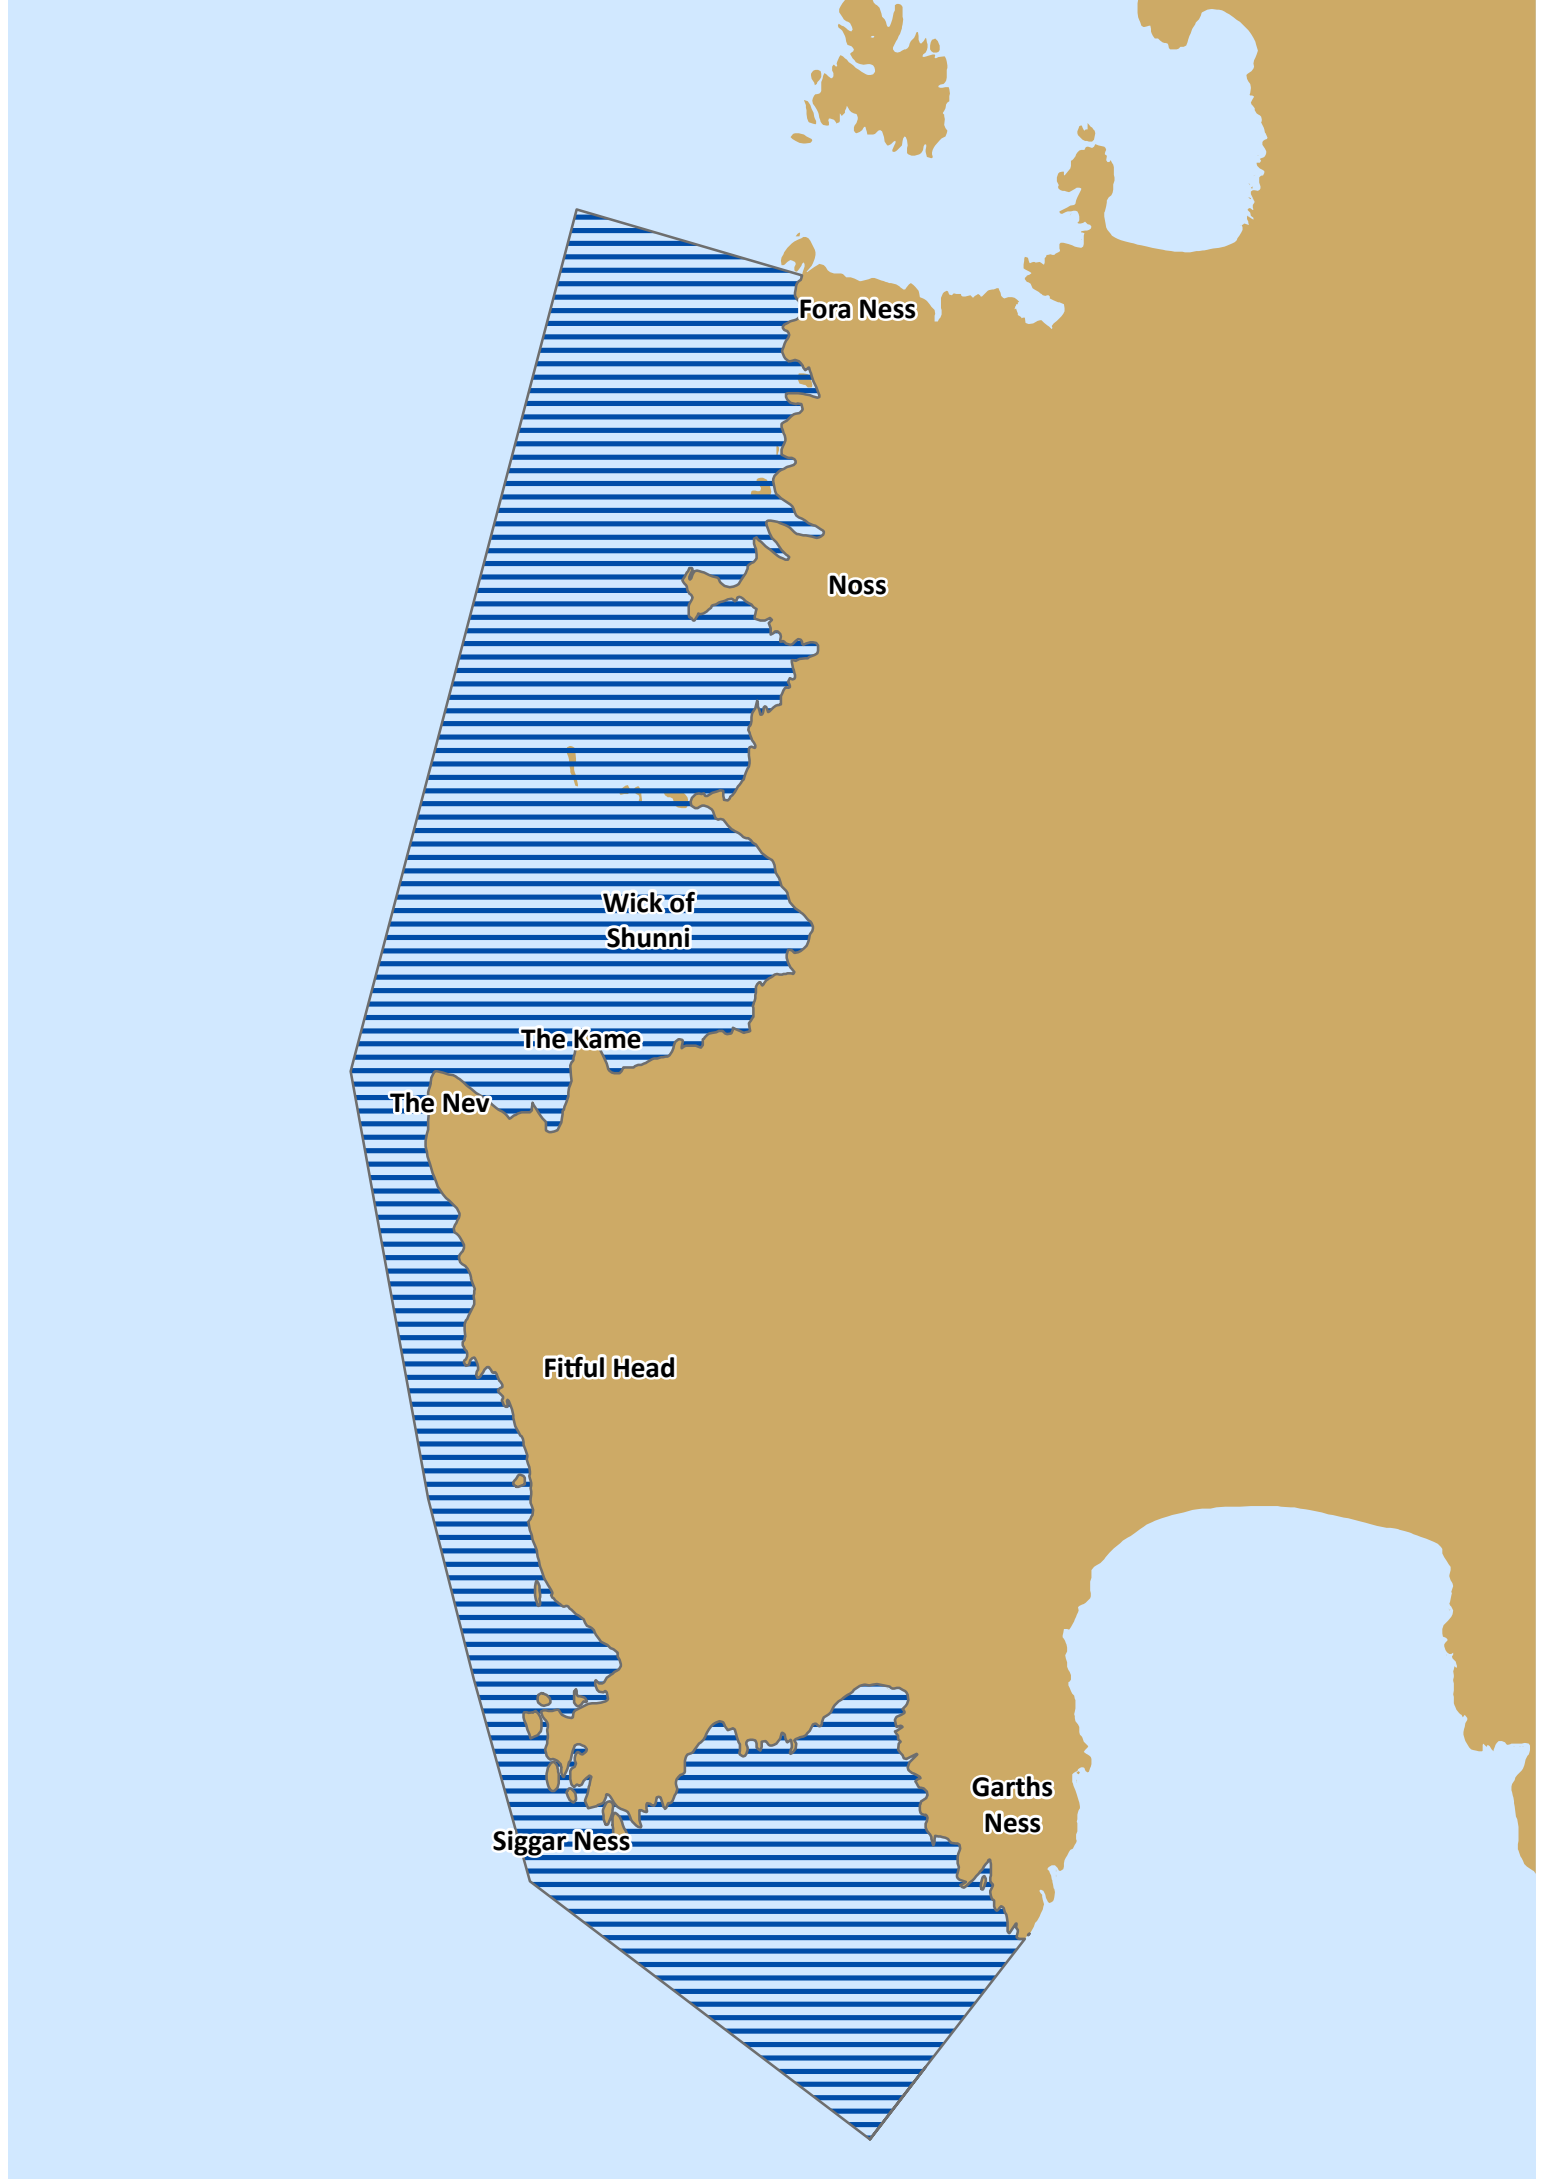 Fora Ness
Noss
Wick of
Shunni
The Kame
The Nev
Fitful Head
Garths
Ness
Siggar Ness